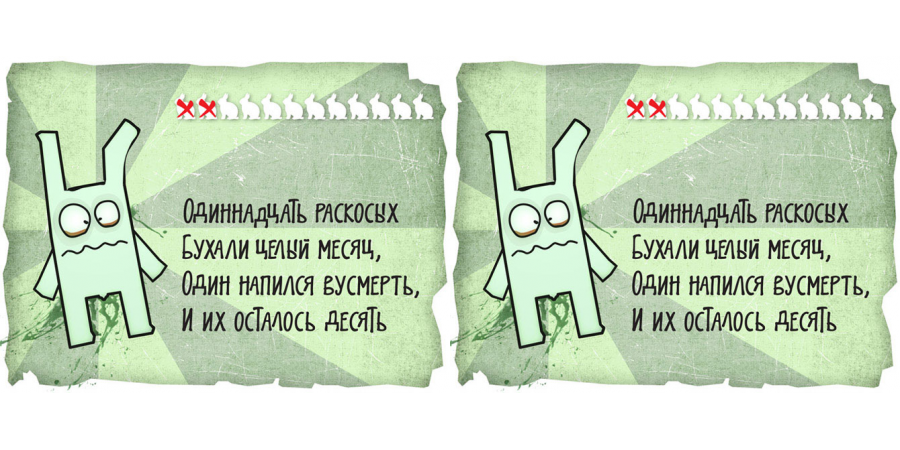 Одиннадцать раскосых
Бухали целый месяц,
Один напился вусмерть,
И их осталось десять
Одиннадцать раскосых
Бухали целый месяц,
Один напился вусмерть,
И их осталось десять